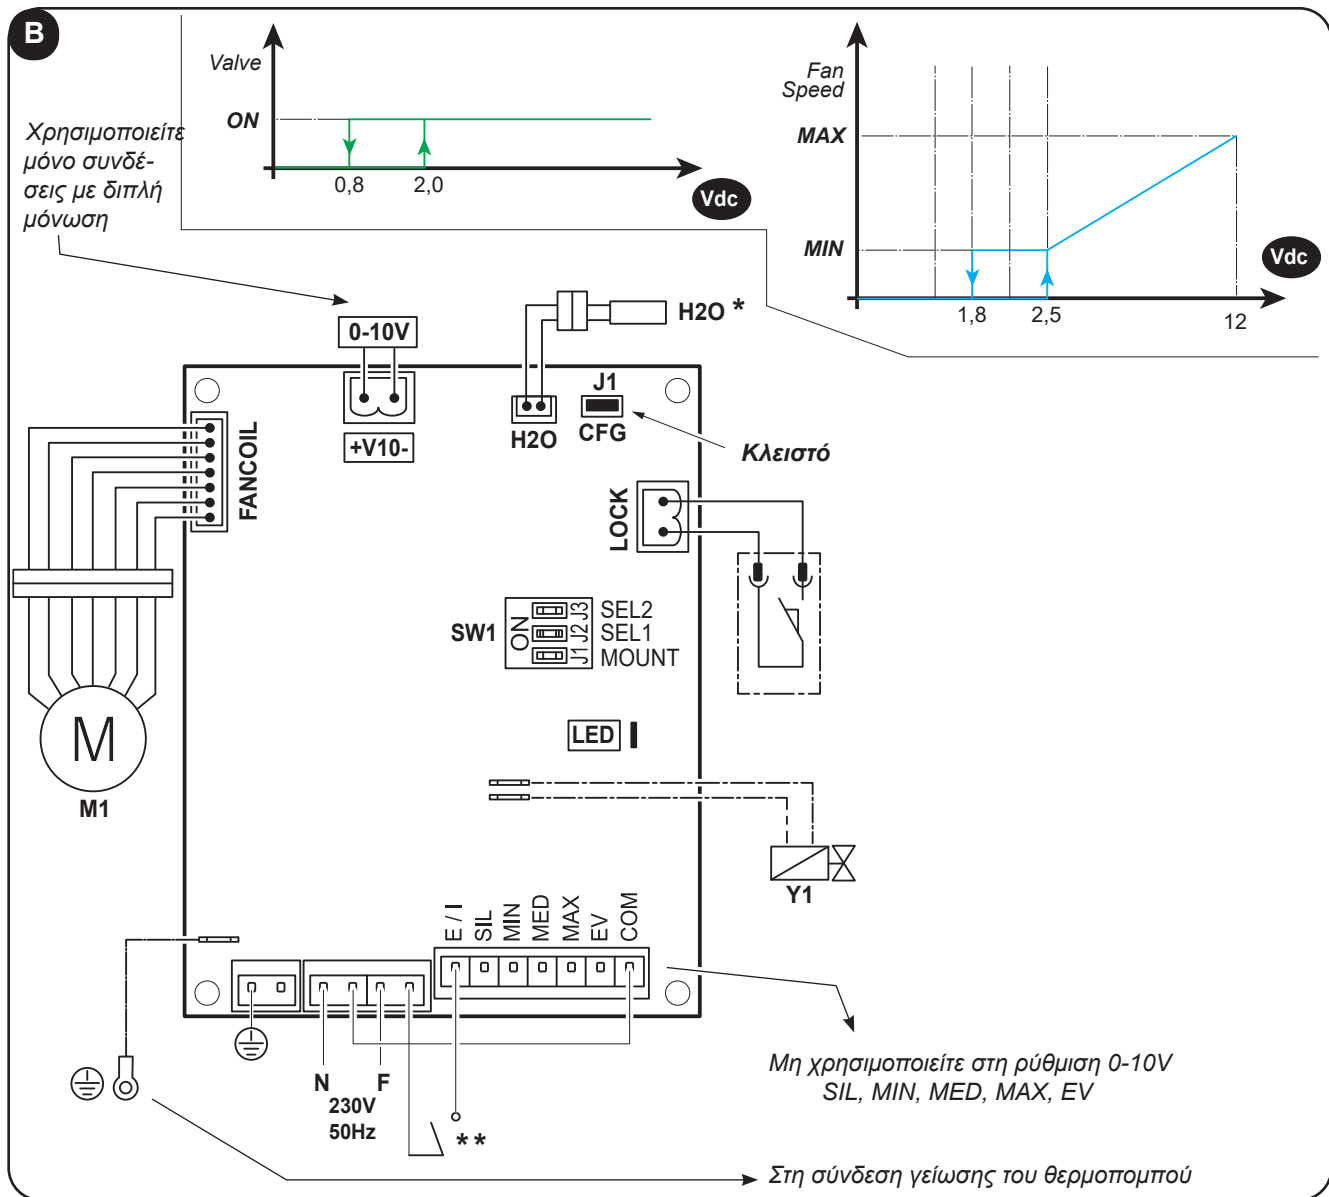 B
Valve
ON
0,8
2,0
Vdc
Fan
Speed
MAX
MIN
1,8
2,5
12
Vdc
Χρησιμοποιείτε
μόνο συνδέ-
σεις με διπλή
μόνωση
0-10V
+V10-
H2O *
H2O
J1
CFG
Κλειστό
FANCOIL
LOCK
SW1
ON
J3 SEL2
J2 SEL1
J1 MOUNT
LED
M
M1
Y1
E / I
SIL
MIN
MED
MAX
EV
COM
N F
230V
50Hz
* *
Μη χρησιμοποιείτε στη ρύθμιση 0-10V
SIL, MIN, MED, MAX, EV
Στη σύνδεση γείωσης του θερμοπομπού